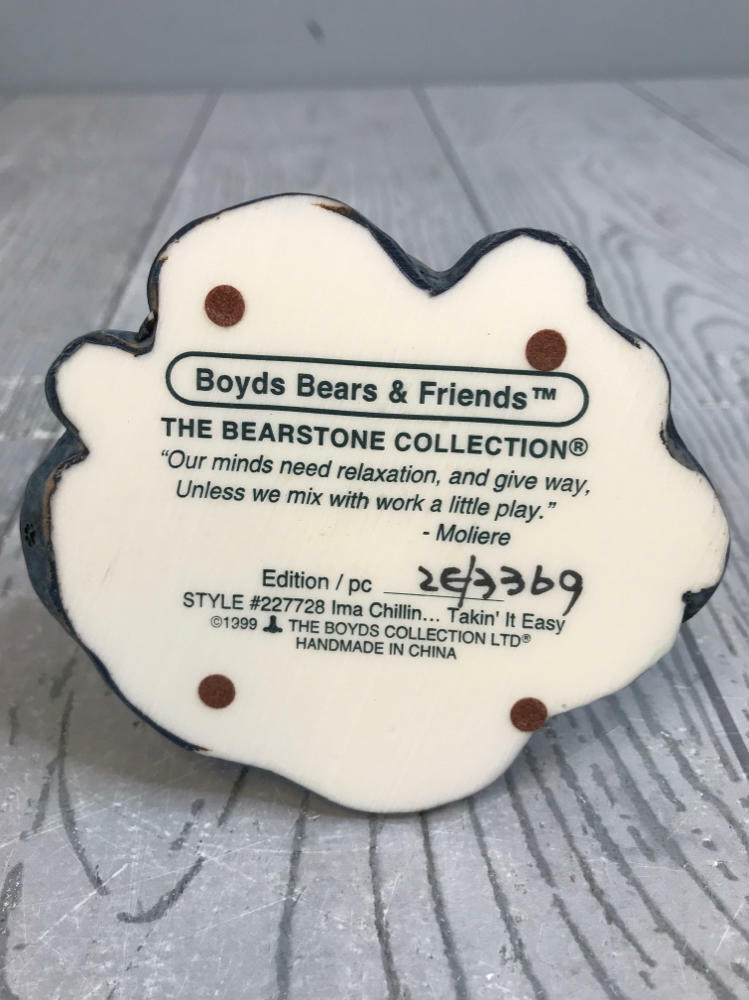 Boyds Bears & Friends™
THE BEARSTONE COLLECTION®
“Our minds need relaxation, and give way,
Unless we mix with work a little play.”
- Moliere
Edition / pc 2E/3369
STYLE #227728 Ima Chillin... Takin' It Easy
©1999 THE BOYDS COLLECTION LTD®
HANDMADE IN CHINA